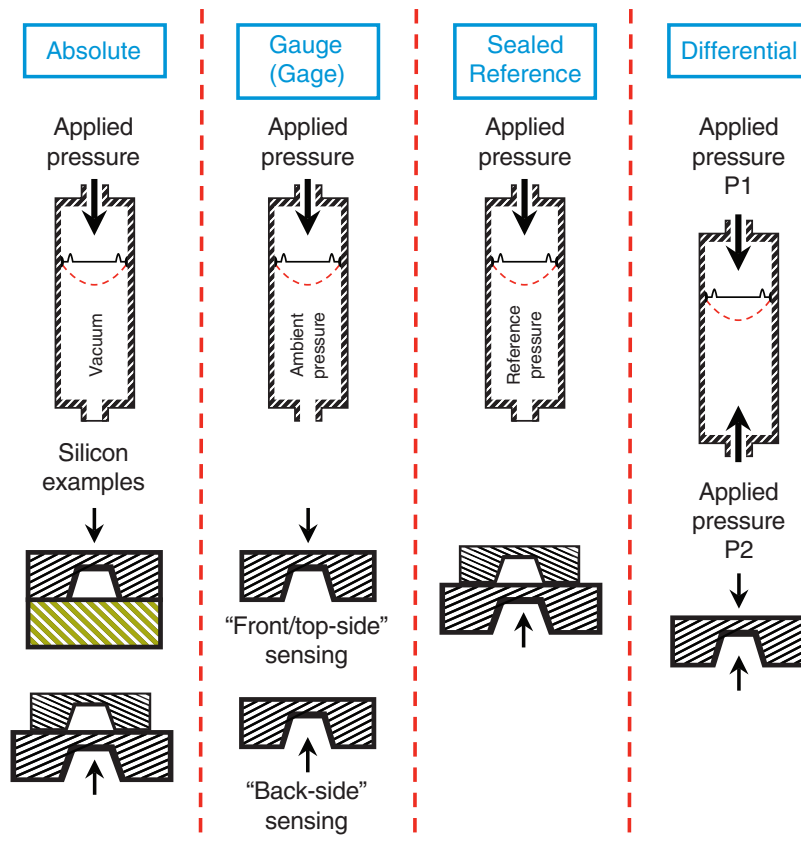 Absolute
Applied
pressure
Vacuum
Silicon
examples
Gauge
(Gage)
Applied
pressure
Ambient
pressure
“Front/top-side”
sensing
“Back-side”
sensing
Sealed
Reference
Applied
pressure
Reference
pressure
Differential
Applied
pressure
P1
Applied
pressure
P2